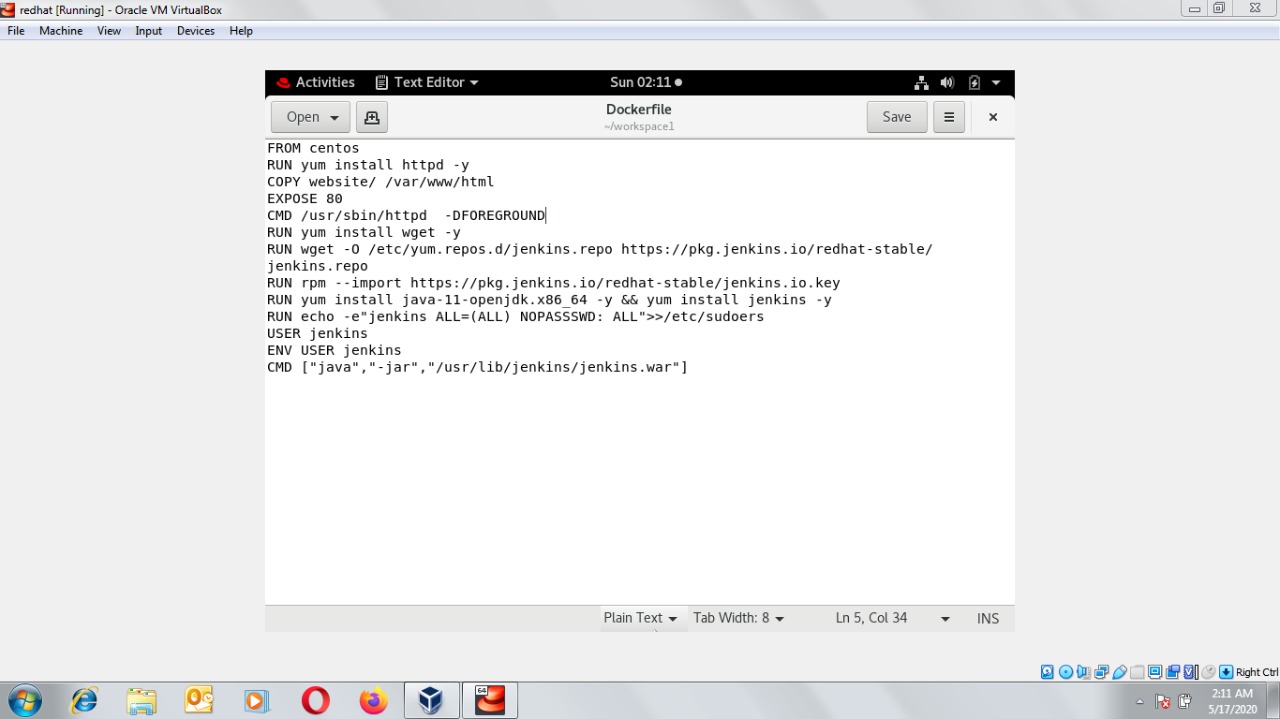 redhat [Running] - Oracle VM VirtualBox
File Machine View Input Devices Help
Activities Text Editor Sun 02:11
Open Dockerfile Save
~/workspace1
FROM centos
RUN yum install httpd -y
COPY website/ /var/www/html
EXPOSE 80
CMD /usr/sbin/httpd  -DFOREGROUND
RUN yum install wget -y
RUN wget -O /etc/yum.repos.d/jenkins.repo https://pkg.jenkins.io/redhat-stable/
jenkins.repo
RUN rpm --import https://pkg.jenkins.io/redhat-stable/jenkins.io.key
RUN yum install java-11-openjdk.x86_64 -y && yum install jenkins -y
RUN echo -e"jenkins ALL=(ALL) NOPASSSWD: ALL">>/etc/sudoers
USER jenkins
ENV USER jenkins
CMD ["java","-jar","/usr/lib/jenkins/jenkins.war"]
Plain Text Tab Width: 8 Ln 5, Col 34 INS
Right Ctrl
64
2:11 AM
5/17/2020